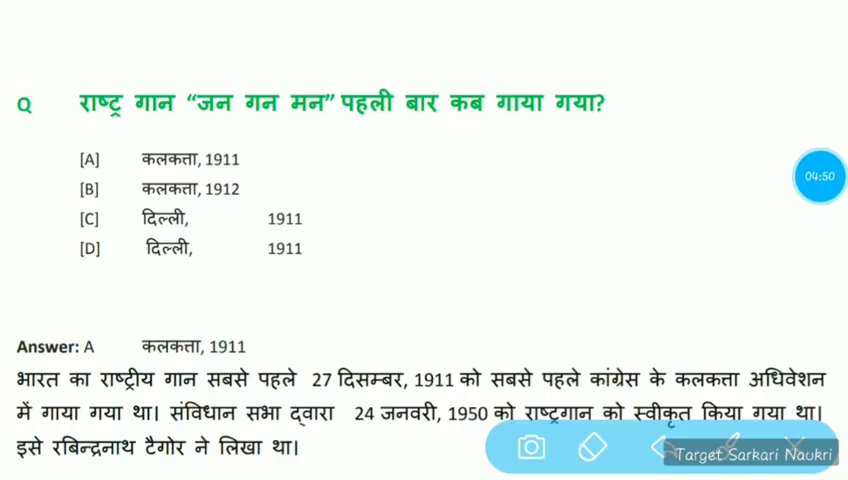 Q राष्ट्र गान “जन गन मन” पहली बार कब गाया गया?
[A] कलकत्ता, 1911
[B] कलकत्ता, 1912
[C] दिल्ली, 1911
[D] दिल्ली, 1911
04:50
Answer: A कलकत्ता, 1911
भारत का राष्ट्रीय गान सबसे पहले 27 दिसम्बर, 1911 को सबसे पहले कांग्रेस के कलकत्ता अधिवेशन
में गाया गया था। संविधान सभा द्वारा 24 जनवरी, 1950 को राष्ट्रगान को स्वीकृत किया गया था।
इसे रबिन्द्रनाथ टैगोर ने लिखा था।
Target Sarkari Naukri